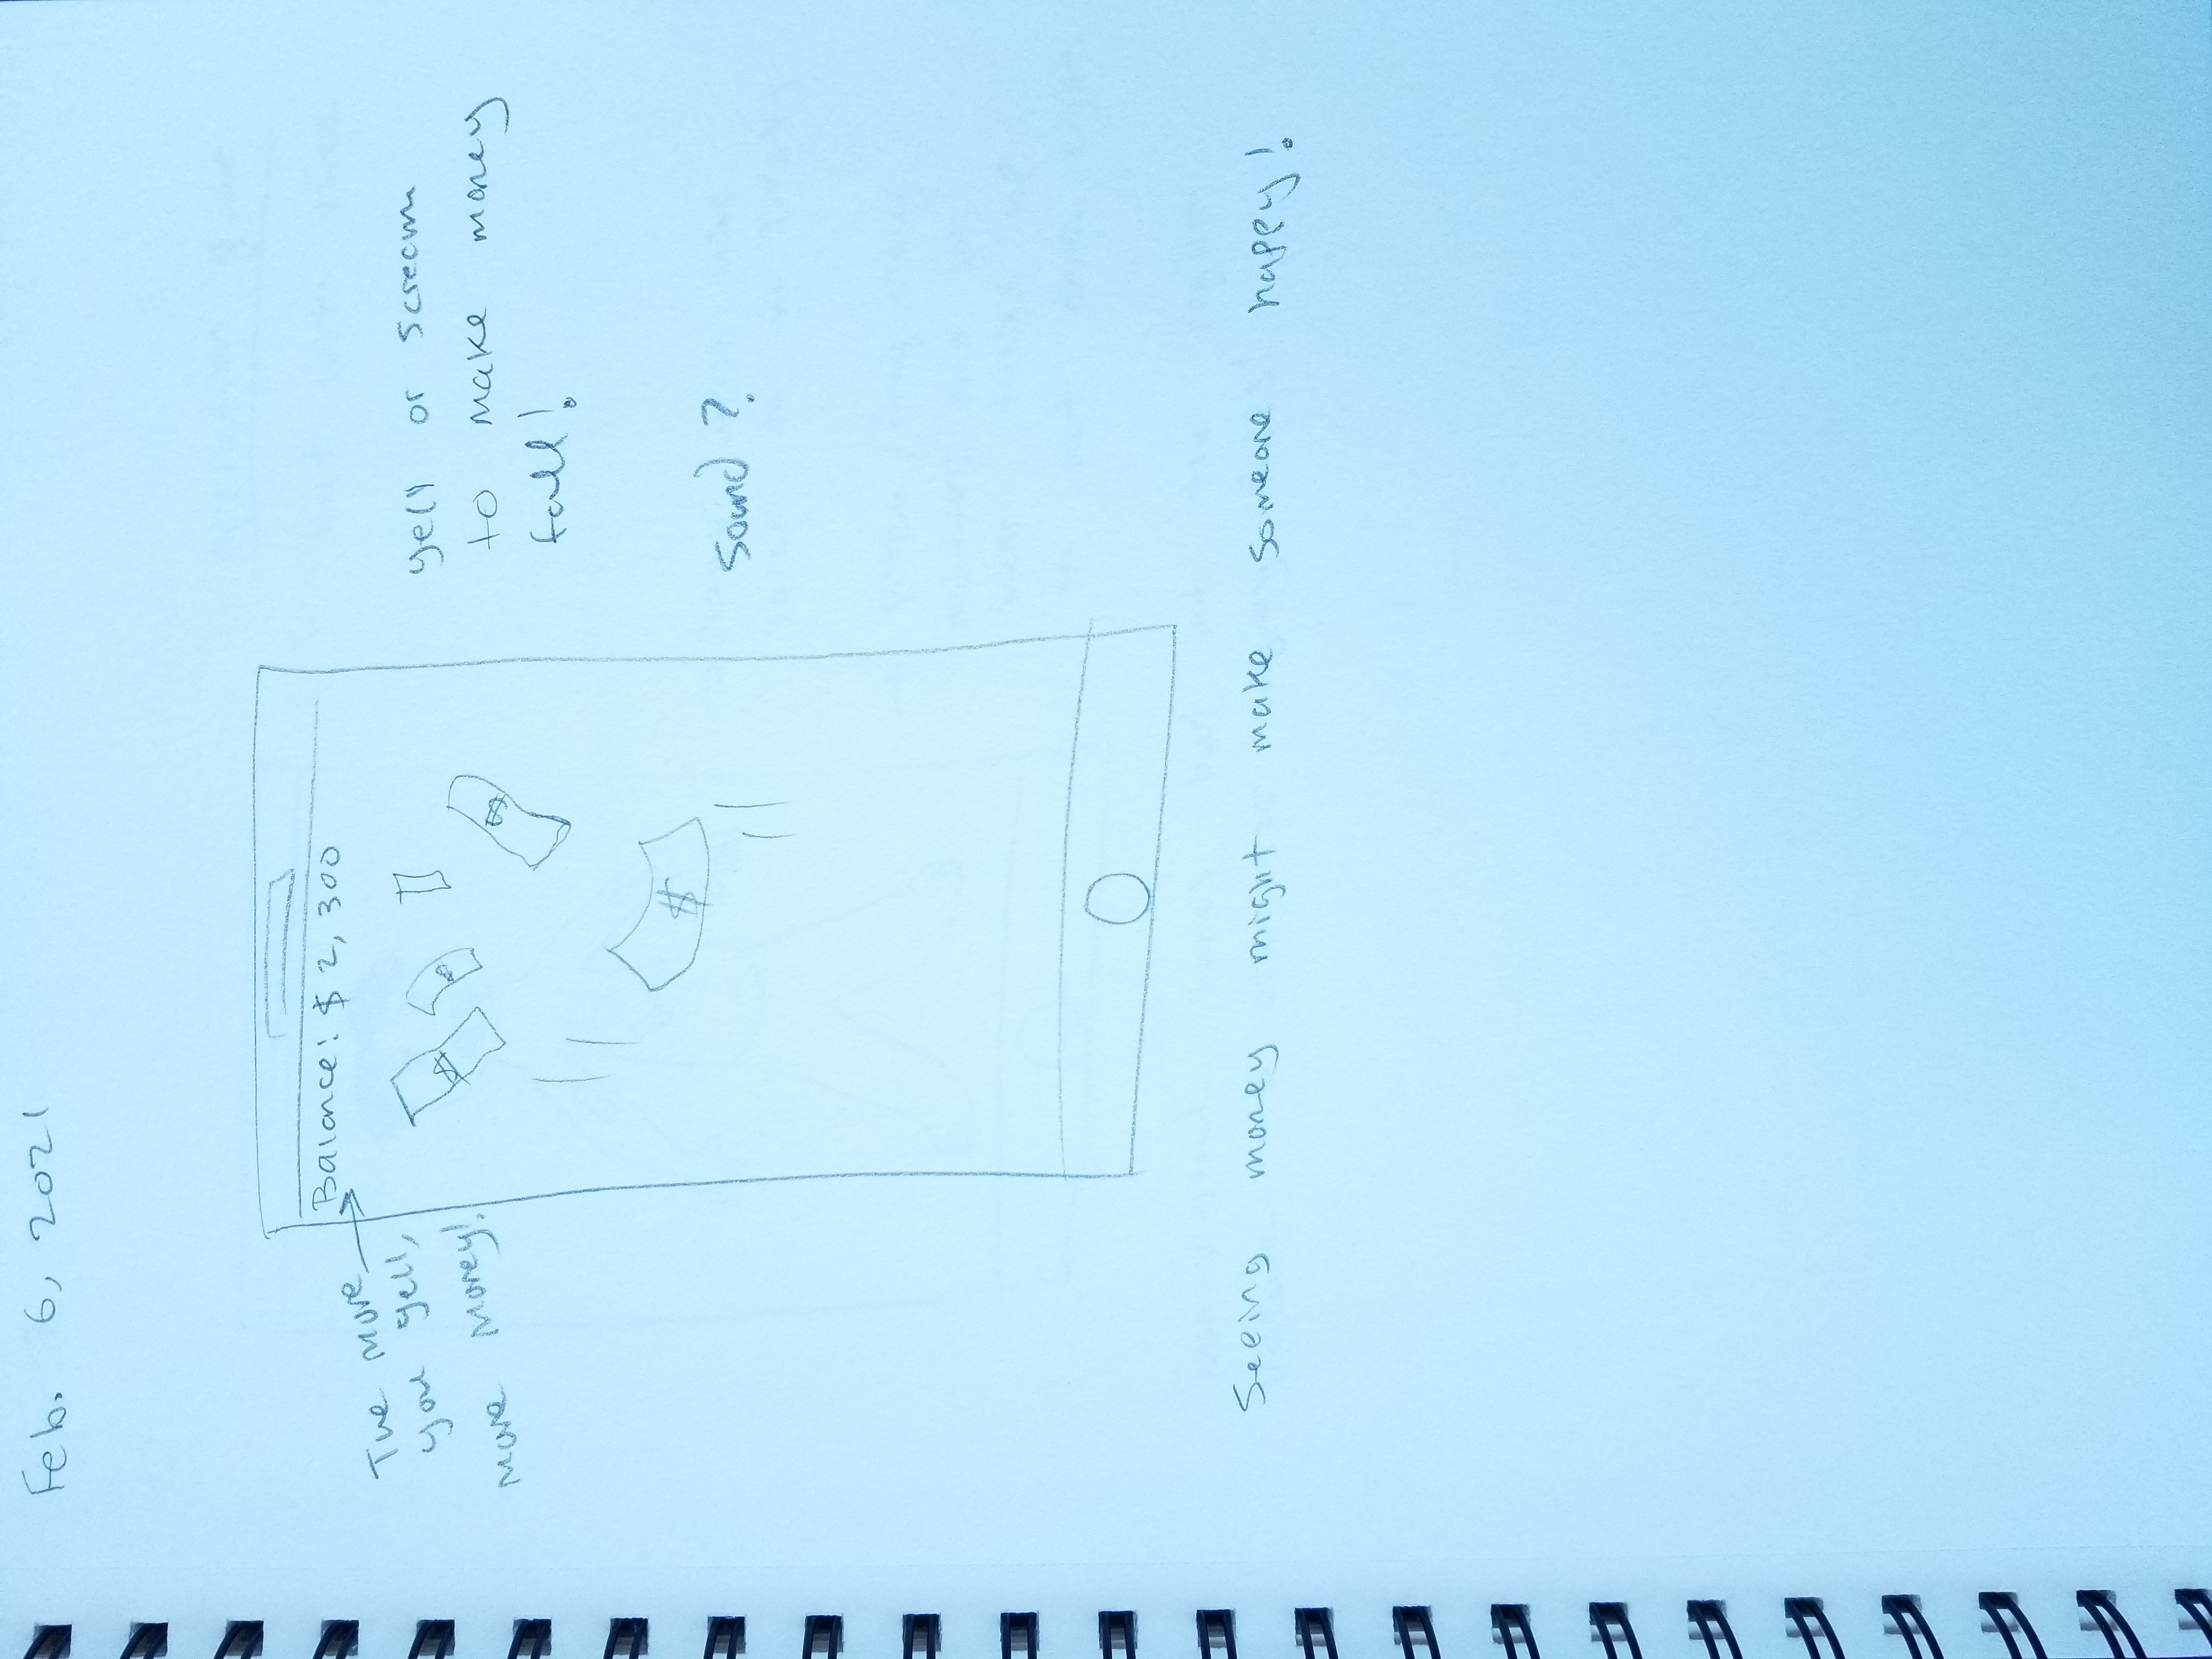 Feb. 6, 2021
Balance: $ 2,300
The more
you yell,
more money!
$
$
$
yell or scream
to make money
fall!
$
Sound?
Seeing money might make someone happy!